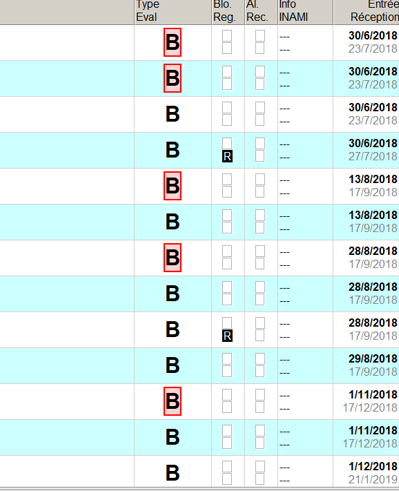 Type Blo. Al. Info Entrée
Eval Reg. Rec. INAMI Réception
B --- 30/6/2018
--- 23/7/2018
B --- 30/6/2018
--- 23/7/2018
B --- 30/6/2018
--- 23/7/2018
B --- 30/6/2018
R --- 27/7/2018
B --- 13/8/2018
--- 17/9/2018
B --- 13/8/2018
--- 17/9/2018
B --- 28/8/2018
--- 17/9/2018
B --- 28/8/2018
--- 17/9/2018
B --- 28/8/2018
R --- 17/9/2018
B --- 29/8/2018
--- 17/9/2018
B --- 1/11/2018
--- 17/12/2018
B --- 1/11/2018
--- 17/12/2018
B --- 1/12/2018
--- 21/1/2019